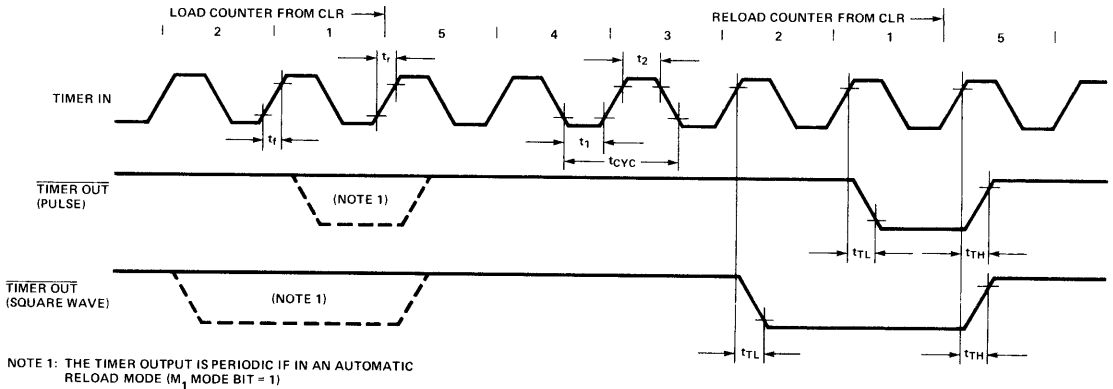 LOAD COUNTER FROM CLR
RELOAD COUNTER FROM CLR
2 1 5 4 3 2 1 5
tr
t2
TIMER IN
tf
t1
tCYC
TIMER OUT
(PULSE)
(NOTE 1)
tTL
tTH
TIMER OUT
(SQUARE WAVE)
(NOTE 1)
tTL
tTH
NOTE 1: THE TIMER OUTPUT IS PERIODIC IF IN AN AUTOMATIC
RELOAD MODE (M1 MODE BIT = 1)